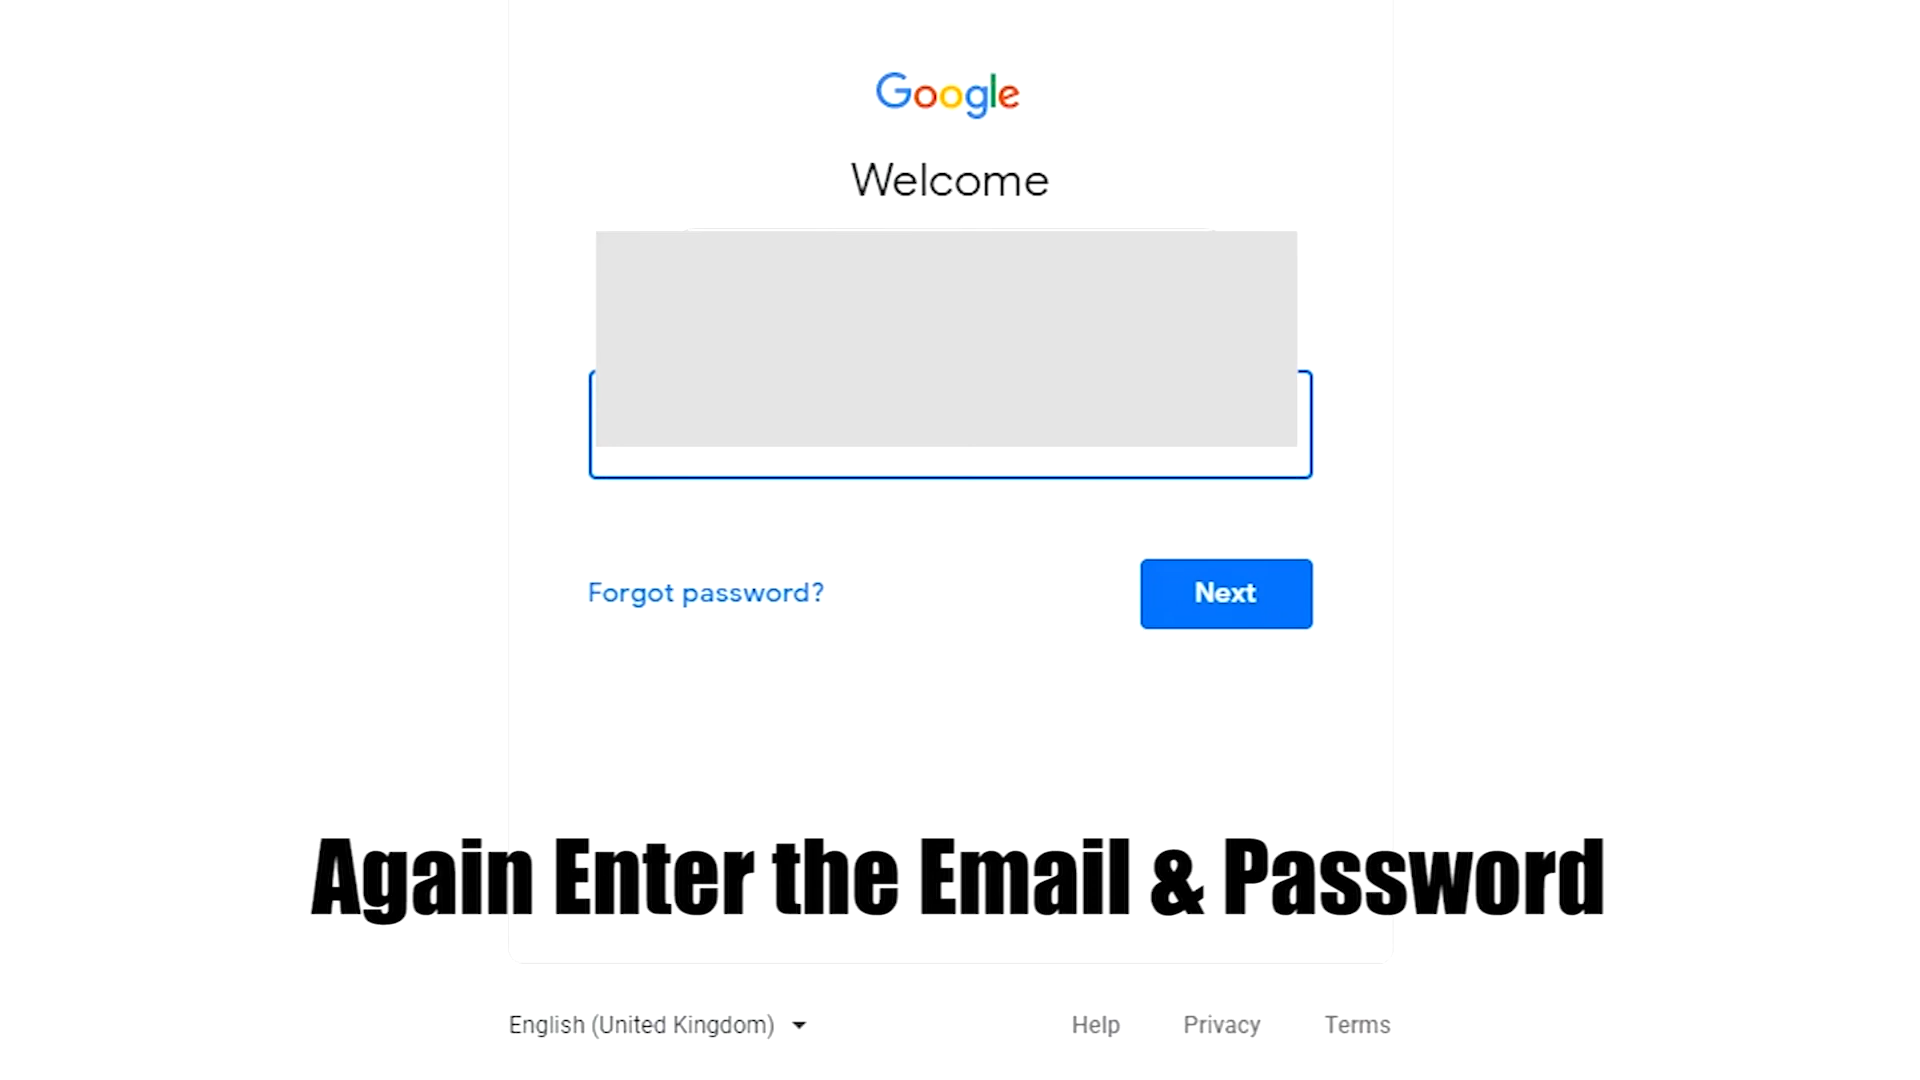 Google
Welcome
Forgot password?
Next
Again Enter the Email & Password
English (United Kingdom)
Help Privacy Terms